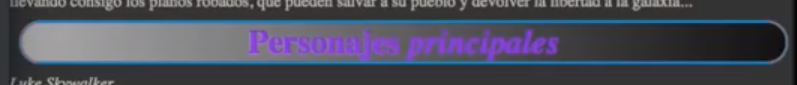 llevando consigo los planos robados, que pueden salvar a su pueblo y devolver la libertad a la galaxia...
Personajes principales
Luke Skywalker